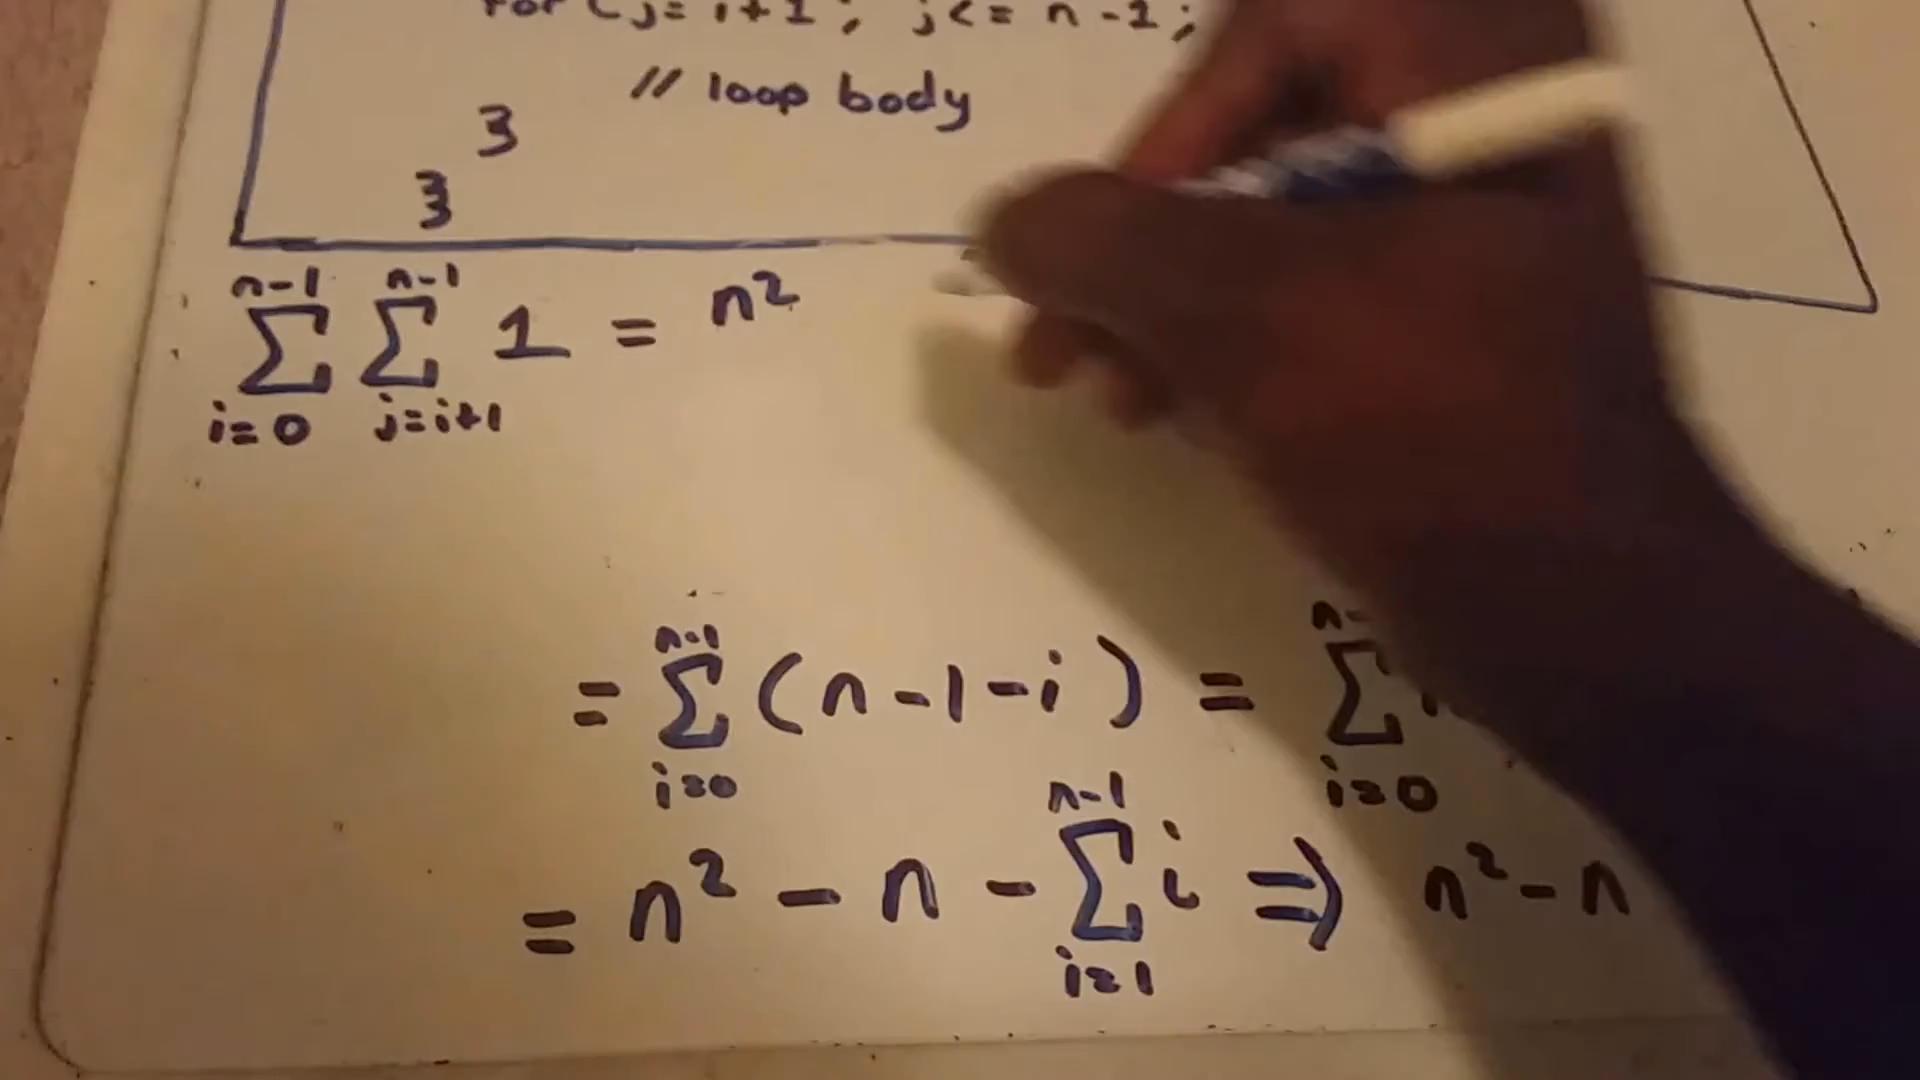 for (j= i+1; j<= n-1;
// loop body
}
}
n-1 n-1
∑ ∑ 1 = n²
i=0 j=i+1
n-1 n-
= ∑ (n-1-i) = ∑
i=0 i=0
n-1
= n² - n - ∑ i ⇒ n² - n
i=1